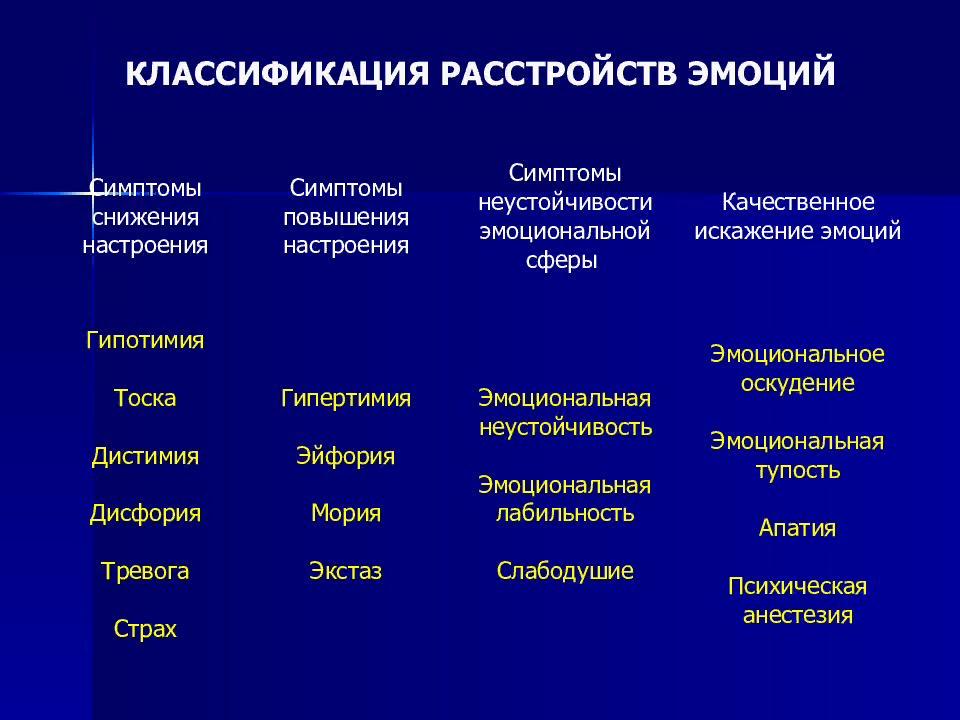 КЛАССИФИКАЦИЯ РАССТРОЙСТВ ЭМОЦИЙ
Симптомы
снижения
настроения
Симптомы
повышения
настроения
Симптомы
неустойчивости
эмоциональной
сферы
Качественное
искажение эмоций
Гипотимия
Тоска
Дистимия
Дисфория
Тревога
Страх
Гипертимия
Эйфория
Мория
Экстаз
Эмоциональная
неустойчивость
Эмоциональная
лабильность
Слабодушие
Эмоциональное
оскудение
Эмоциональная
тупость
Апатия
Психическая
анестезия